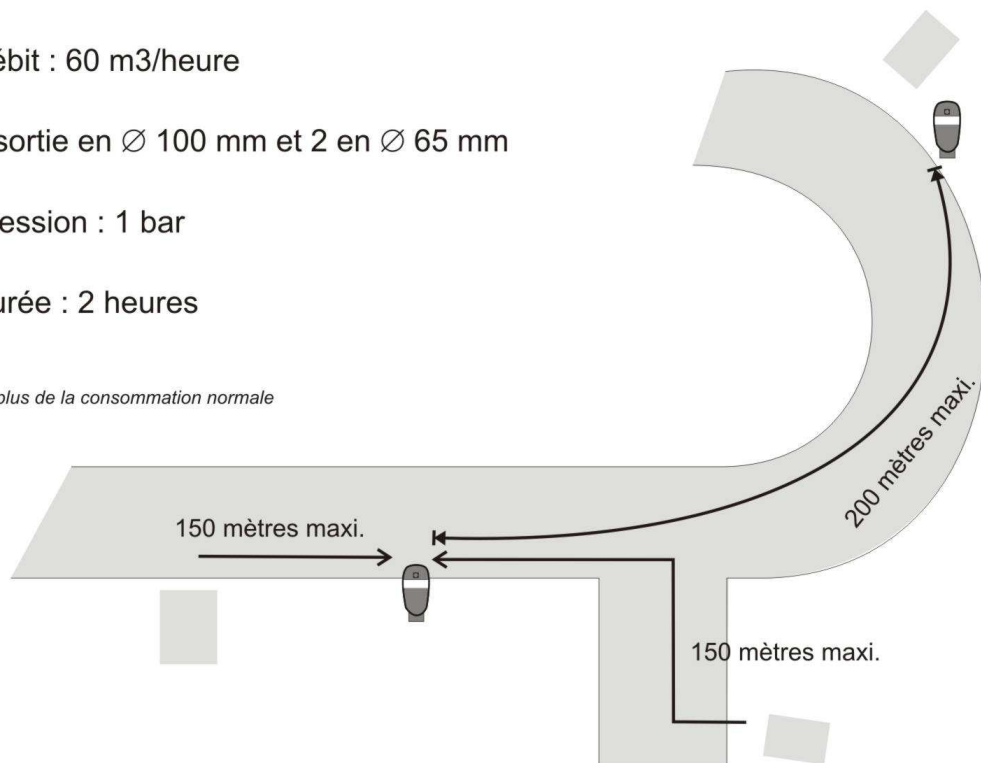 ébit : 60 m3/heure
sortie en ∅ 100 mm et 2 en ∅ 65 mm
ession : 1 bar
urée : 2 heures
plus de la consommation normale
200 mètres maxi.
150 mètres maxi.
150 mètres maxi.